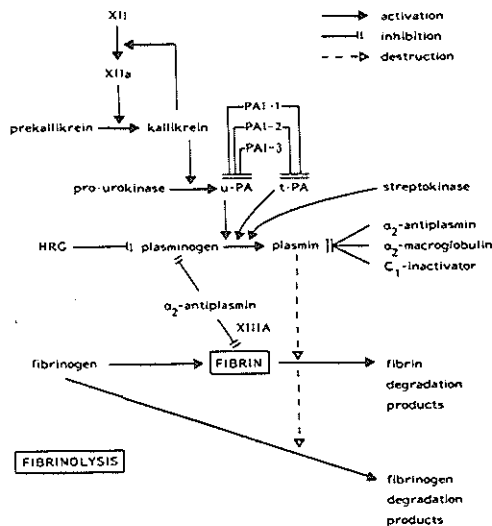 XII
activation
inhibition
destruction
XIIa
prekallikrein
kallikrein
PAI-1
PAI-2
PAI-3
pro-urokinase
u-PA
t-PA
streptokinase
HRG
plasminogen
plasmin
α₂-antiplasmin
α₂-macroglobulin
C₁-inactivator
α₂-antiplasmin
XIIIA
fibrinogen
FIBRIN
fibrin
degradation
products
FIBRINOLYSIS
fibrinogen
degradation
products